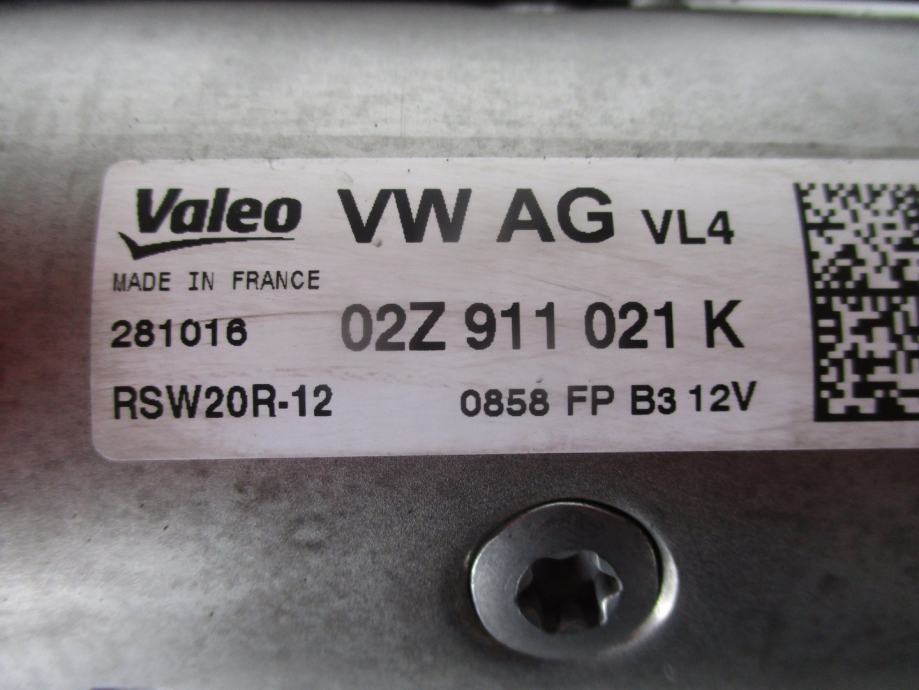 Valeo VW AG VL4
MADE IN FRANCE
281016 02Z 911 021 K
RSW20R-12 0858 FP B3 12V